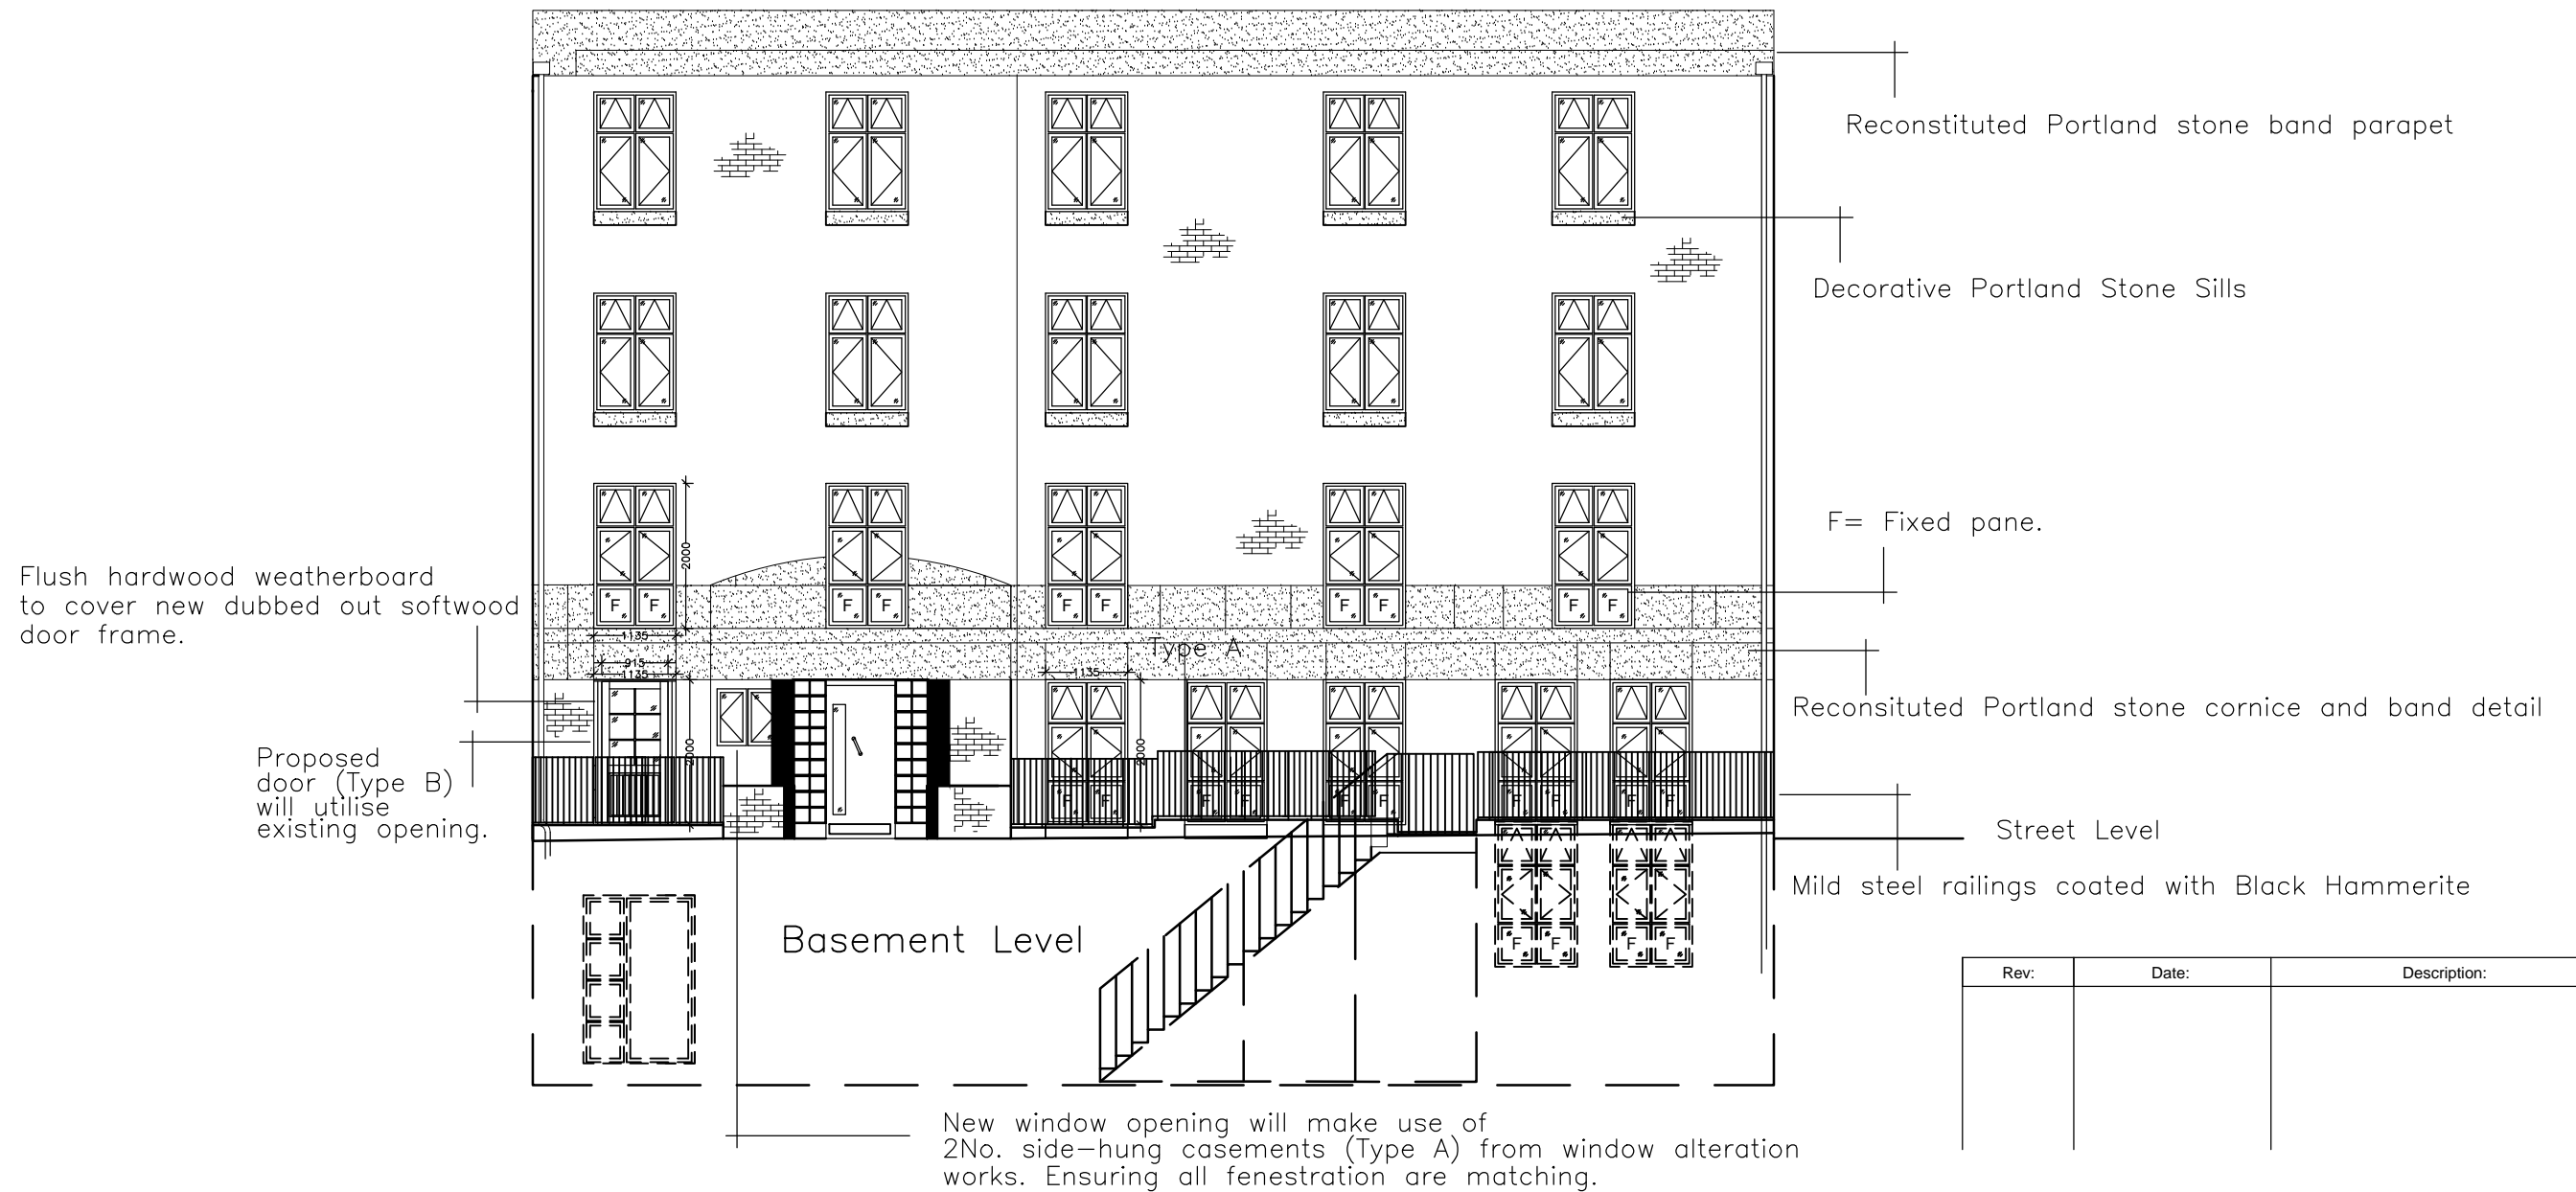 Reconstituted Portland stone band parapet
Decorative Portland Stone Sills
F= Fixed pane.
2000
Flush hardwood weatherboard
to cover new dubbed out softwood
door frame.
F F F F F F F F F F
1135
Type A
915
1135
1135
Reconsituted Portland stone cornice and band detail
2000
2000
Proposed
door (Type B)
will utilise
existing opening.
F F F F F F F F F F
Street Level
Mild steel railings coated with Black Hammerite
Basement Level
F F F F
Rev: Date: Description:
New window opening will make use of
2No. side-hung casements (Type A) from window alteration
works. Ensuring all fenestration are matching.